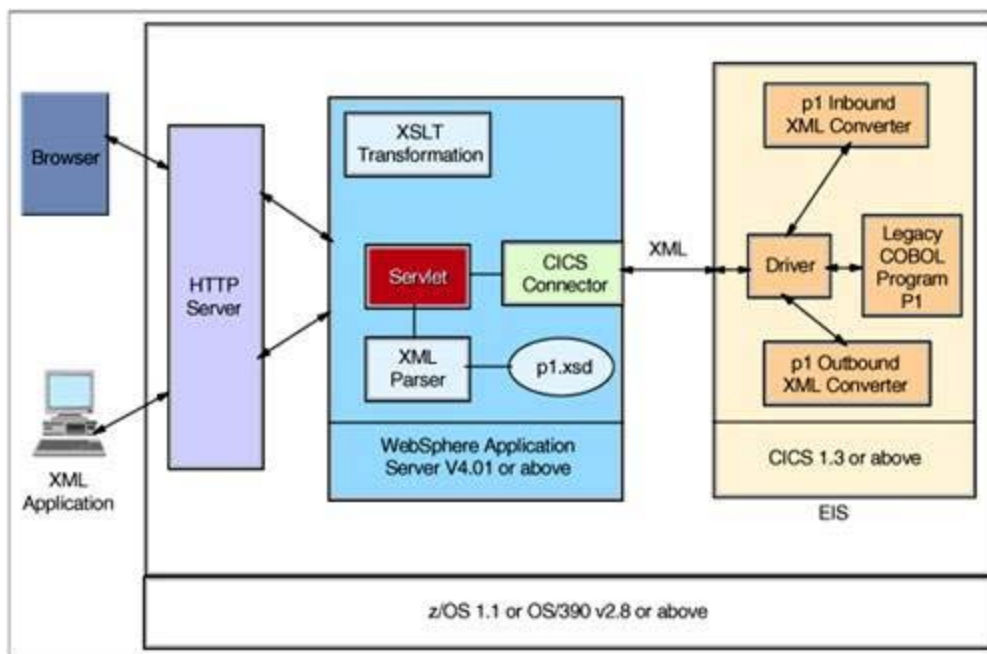 Browser
XML
Application
HTTP
Server
XSLT
Transformation
Servlet
CICS
Connector
XML
Parser
p1.xsd
WebSphere Application
Server V4.01 or above
XML
p1 Inbound
XML Converter
Driver
Legacy
COBOL
Program
P1
p1 Outbound
XML Converter
CICS 1.3 or above
EIS
z/OS 1.1 or OS/390 v2.8 or above